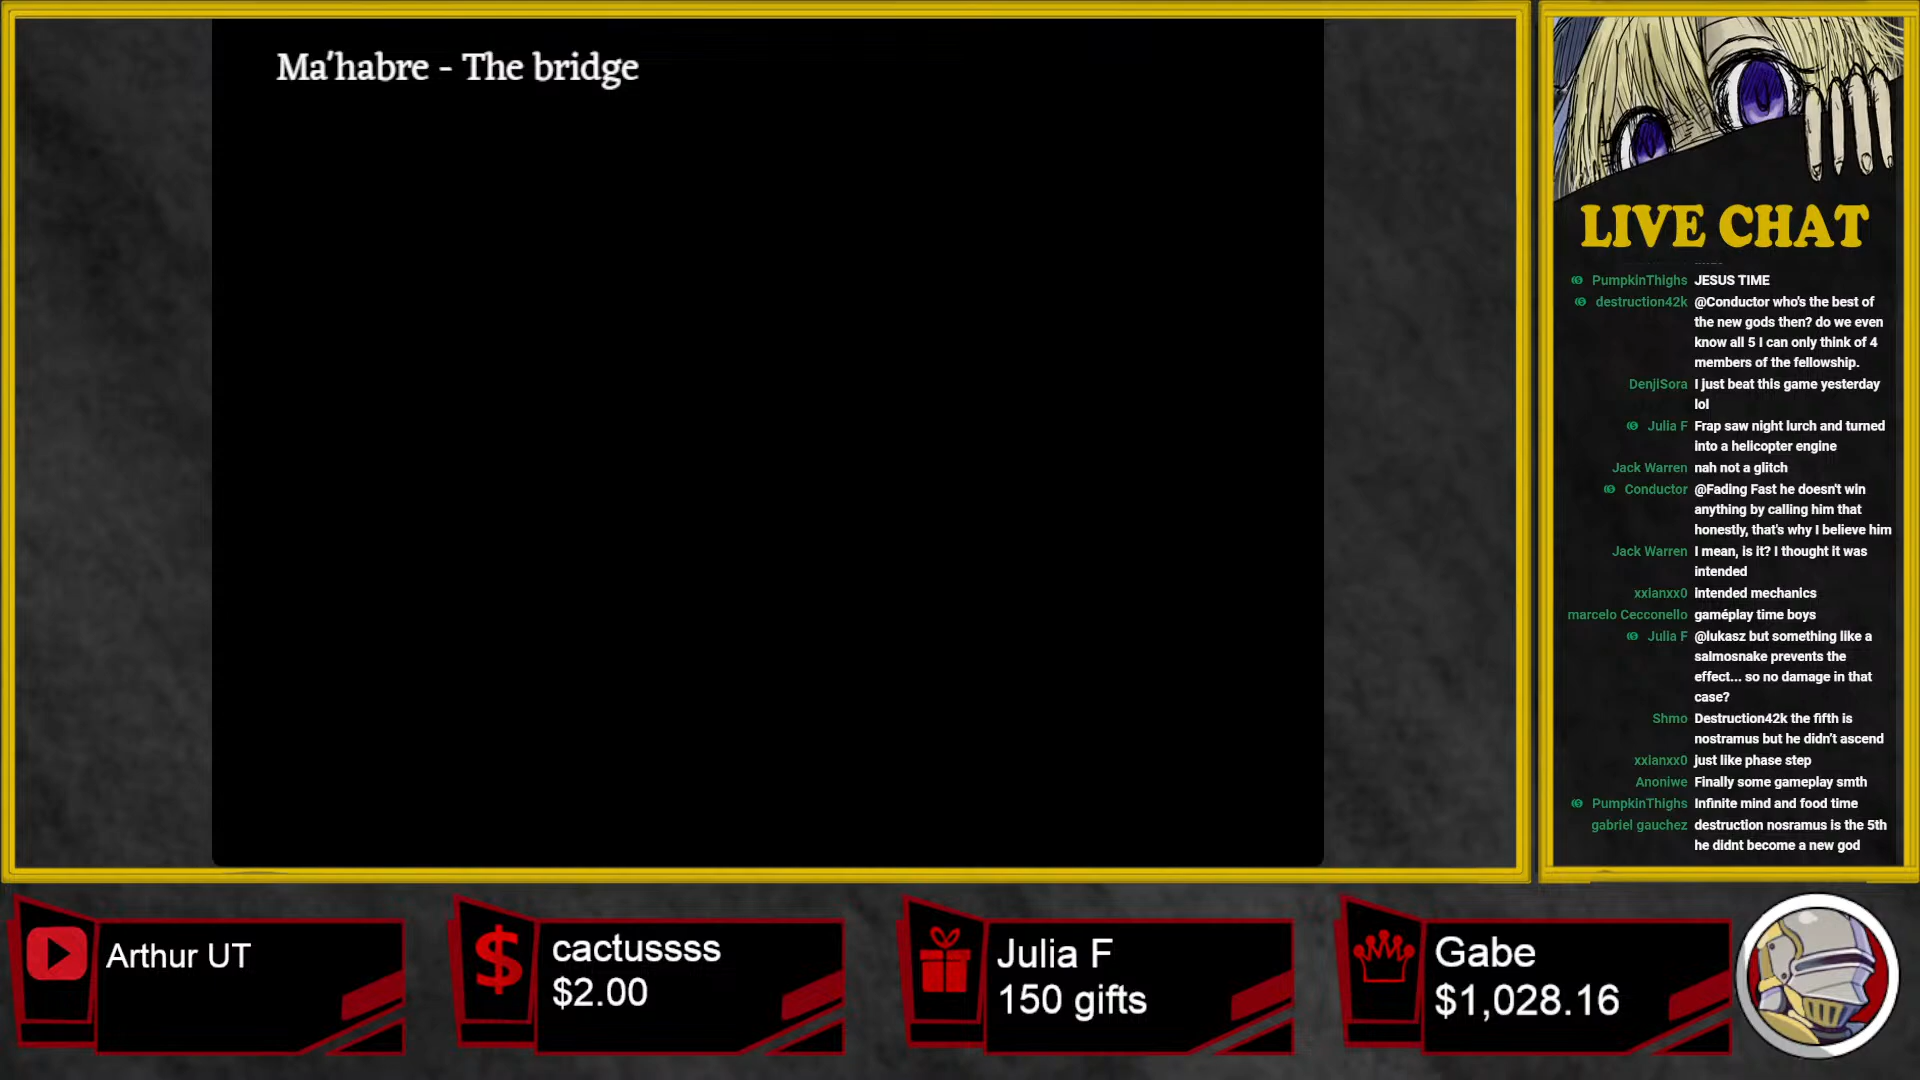 Ma'habre - The bridge
LIVE CHAT
PumpkinThighs JESUS TIME
destruction42k @Conductor who's the best of
the new gods then? do we even
know all 5 I can only think of 4
members of the fellowship.
DenjiSora I just beat this game yesterday
lol
Julia F Frap saw night lurch and turned
into a helicopter engine
Jack Warren nah not a glitch
Conductor @Fading Fast he doesn't win
anything by calling him that
honestly, that's why I believe him
Jack Warren I mean, is it? I thought it was
intended
xxianxx0 intended mechanics
marcelo Cecconello gaméplay time boys
Julia F @lukasz but something like a
salmosnake prevents the
effect... so no damage in that
case?
Shmo Destruction42k the fifth is
nostramus but he didn't ascend
xxianxx0 just like phase step
Anoniwe Finally some gameplay smth
PumpkinThighs Infinite mind and food time
gabriel gauchez destruction nosramus is the 5th
he didnt become a new god
Arthur UT
cactussss
$2.00
Julia F
150 gifts
Gabe
$1,028.16